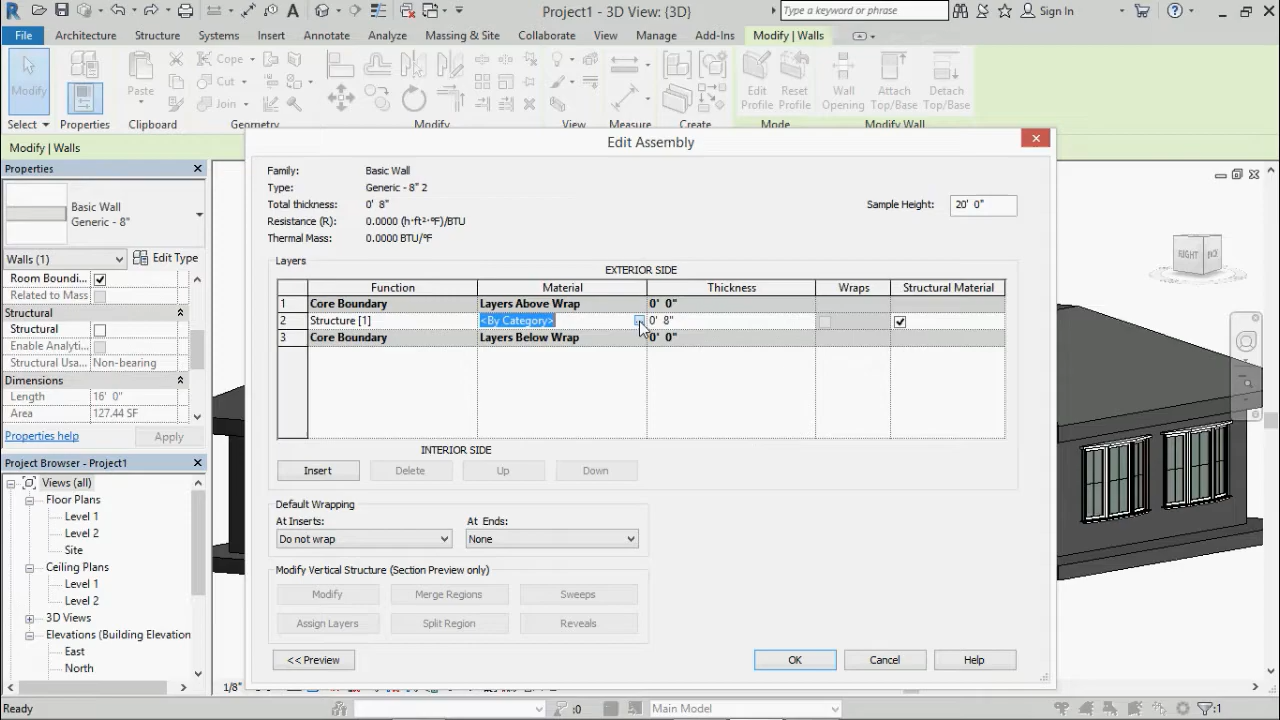 Project1 - 3D View: {3D}
Type a keyword or phrase
Sign In
File Architecture Structure Systems Insert Annotate Analyze Massing & Site Collaborate View Manage Add-Ins Modify | Walls
Modify
Paste
Cope
Cut
Join
Edit Profile
Reset Profile
Wall Opening
Attach Top/Base
Detach Top/Base
Select Properties Clipboard Geometry Modify View Measure Create Mode Modify Wall
Modify | Walls
Properties
Basic Wall
Generic - 8"
Walls (1) Edit Type
Room Boundi...
Related to Mass
Structural
Structural
Enable Analyti...
Structural Usa... Non-bearing
Dimensions
Length 16' 0"
Area 127.44 SF
Properties help Apply
Project Browser - Project1
Views (all)
Floor Plans
Level 1
Level 2
Site
Ceiling Plans
Level 1
Level 2
3D Views
Elevations (Building Elevation
East
North
Edit Assembly
Family: Basic Wall
Type: Generic - 8" 2
Total thickness: 0' 8"
Sample Height: 20' 0"
Resistance (R): 0.0000 (h·ft²·°F)/BTU
Thermal Mass: 0.0000 BTU/°F
Layers
EXTERIOR SIDE
Function Material Thickness Wraps Structural Material
1 Core Boundary Layers Above Wrap 0' 0"
2 Structure [1] <By Category> 0' 8"
3 Core Boundary Layers Below Wrap 0' 0"
INTERIOR SIDE
Insert Delete Up Down
Default Wrapping
At Inserts: At Ends:
Do not wrap None
Modify Vertical Structure (Section Preview only)
Modify Merge Regions Sweeps
Assign Layers Split Region Reveals
<< Preview OK Cancel Help
RIGHT
1/8"
Ready :0 Main Model :1